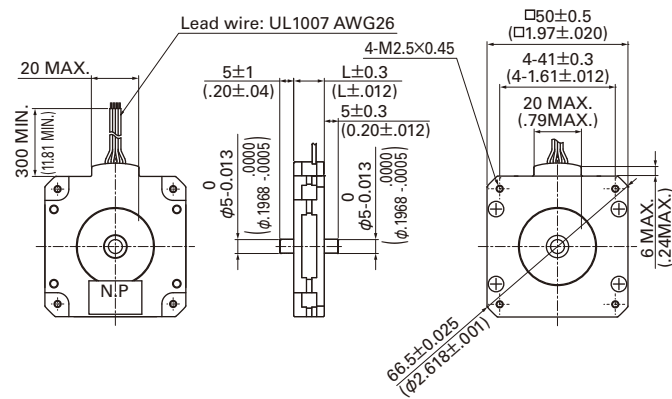 Lead wire: UL1007 AWG26
20 MAX.
300 MIN.
(11.81 MIN.)
N.P
5±1
(.20±.04)
L±0.3
(L±.012)
5±0.3
(0.20±.012)
0
ϕ5-0.013
.0000
(ϕ.1968 -.0005)
0
ϕ5-0.013
.0000
(ϕ.1968 -.0005)
4-M2.5×0.45
□50±0.5
(□1.97±.020)
4-41±0.3
(4-1.61±.012)
20 MAX.
(.79MAX.)
6 MAX.
(.24MAX.)
66.5±0.025
(ϕ2.618±.001)